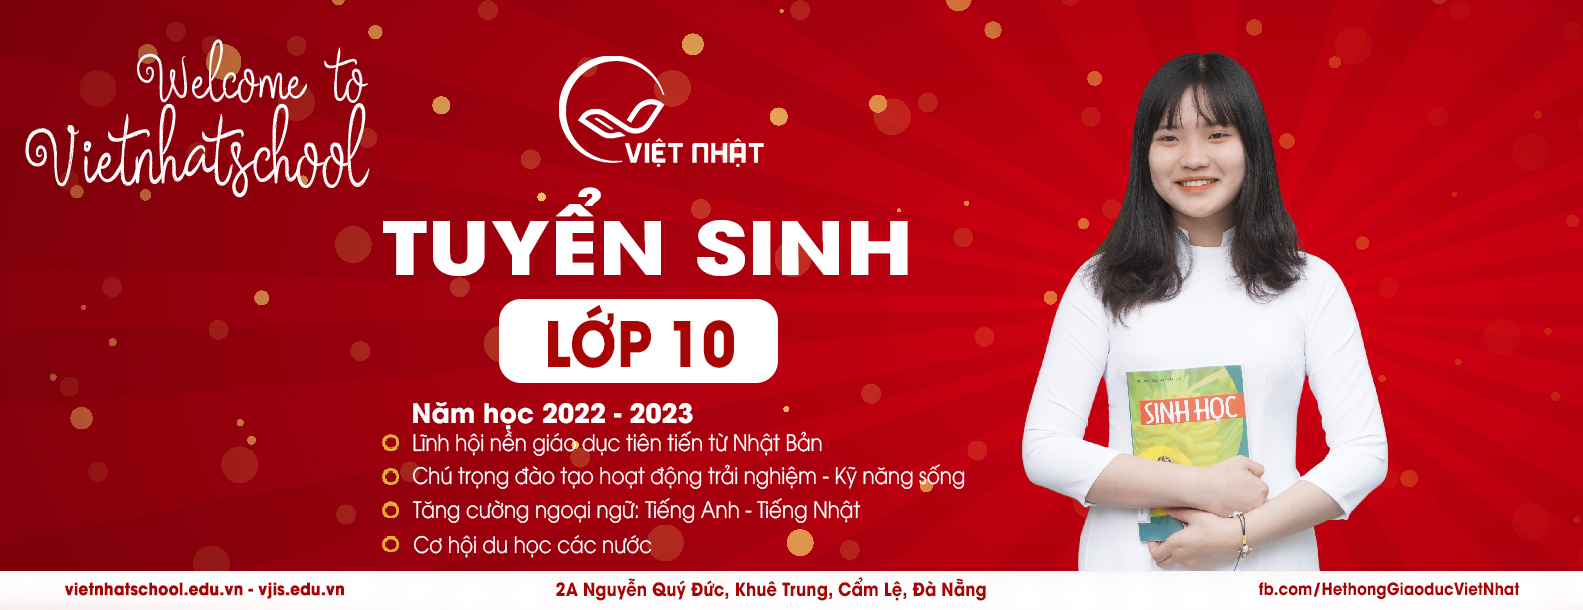 Welcome to
Vietnhatschool
VIỆT NHẬT
TUYỂN SINH
LỚP 10
Năm học 2022 - 2023
Lĩnh hội nền giáo dục tiên tiến từ Nhật Bản
Chú trọng đào tạo hoạt động trải nghiệm - Kỹ năng sống
Tăng cường ngoại ngữ: Tiếng Anh - Tiếng Nhật
Cơ hội du học các nước
SINH HỌC
vietnhatschool.edu.vn - vjis.edu.vn
2A Nguyễn Quý Đức, Khuê Trung, Cẩm Lệ, Đà Nẵng
fb.com/HethongGiaoducVietNhat